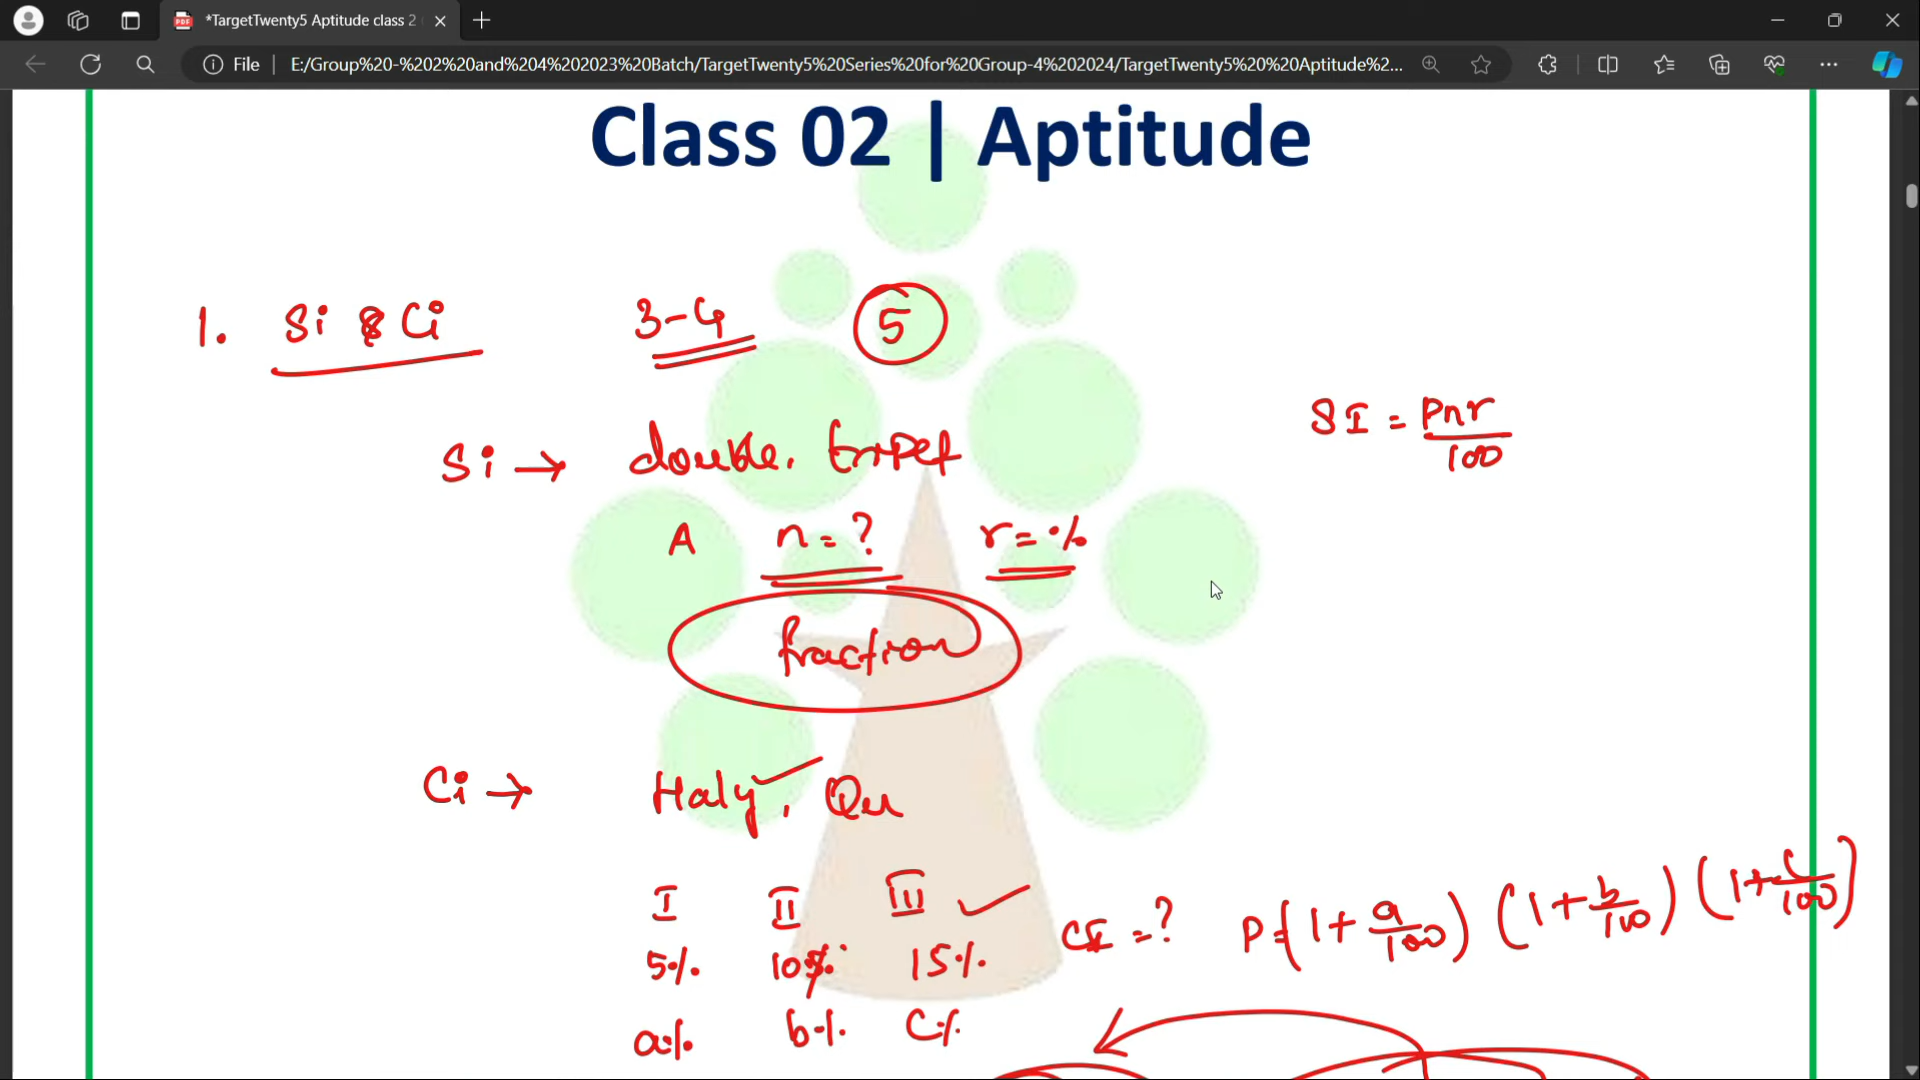 *TargetTwenty5 Aptitude class 2
File
E:/Group%20-%202%20and%204%202023%20Batch/TargetTwenty5%20Series%20for%20Group-4%202024/TargetTwenty5%20%20Aptitude%2...
Class 02 | Aptitude
1. Si & Ci 3-4 5
SI = pnr/100
Si → double, 
A n = ? r = %
fraction
Ci → Haly, Qu
I II III
CI = ? P = (1 + a/100) (1 + b/100) (1 + c/100)
5% 10% 15%
a% b% c%